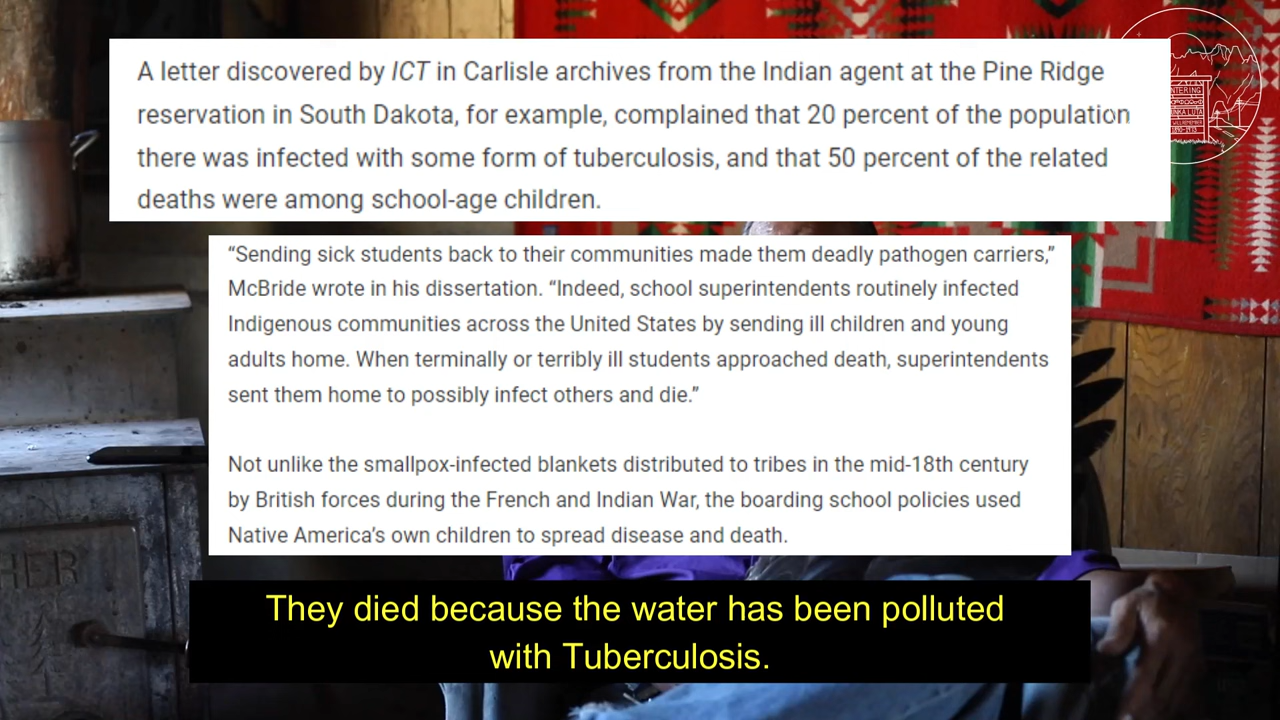 A letter discovered by ICT in Carlisle archives from the Indian agent at the Pine Ridge
reservation in South Dakota, for example, complained that 20 percent of the population
there was infected with some form of tuberculosis, and that 50 percent of the related
deaths were among school-age children.
“Sending sick students back to their communities made them deadly pathogen carriers,”
McBride wrote in his dissertation. “Indeed, school superintendents routinely infected
Indigenous communities across the United States by sending ill children and young
adults home. When terminally or terribly ill students approached death, superintendents
sent them home to possibly infect others and die.”
Not unlike the smallpox-infected blankets distributed to tribes in the mid-18th century
by British forces during the French and Indian War, the boarding school policies used
Native America’s own children to spread disease and death.
They died because the water has been polluted
with Tuberculosis.